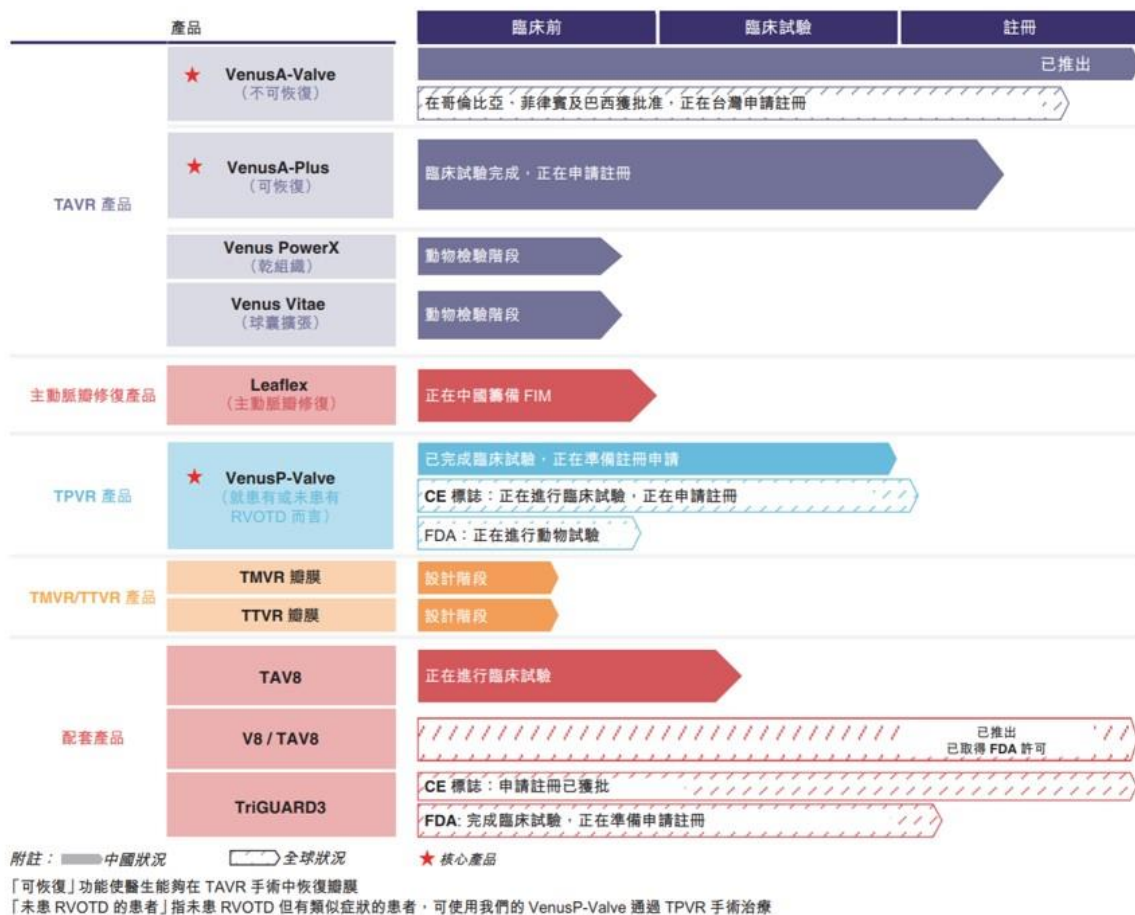 產品
臨床前
臨床試驗
註冊
TAVR 產品
★ VenusA-Valve
(不可恢復)
已推出
在哥倫比亞、菲律賓及巴西獲批准，正在台灣申請註冊
★ VenusA-Plus
(可恢復)
臨床試驗完成，正在申請註冊
Venus PowerX
(乾組織)
動物檢驗階段
Venus Vitae
(球囊擴張)
動物檢驗階段
主動脈瓣修復產品
Leaflex
(主動脈瓣修復)
正在中國籌備 FIM
TPVR 產品
★ VenusP-Valve
(就患有或未患有
RVOTD 而言)
已完成臨床試驗，正在準備註冊申請
CE 標誌：正在進行臨床試驗，正在申請註冊
FDA：正在進行動物試驗
TMVR/TTVR 產品
TMVR 瓣膜
設計階段
TTVR 瓣膜
設計階段
配套產品
TAV8
正在進行臨床試驗
V8 / TAV8
已推出
已取得 FDA 許可
TriGUARD3
CE 標誌：申請註冊已獲批
FDA: 完成臨床試驗，正在準備申請註冊
附註： 中國狀況 全球狀況 ★ 核心產品
「可恢復」功能使醫生能夠在 TAVR 手術中恢復瓣膜
「未患 RVOTD 的患者」指未患 RVOTD 但有類似症狀的患者，可使用我們的 VenusP-Valve 通過 TPVR 手術治療